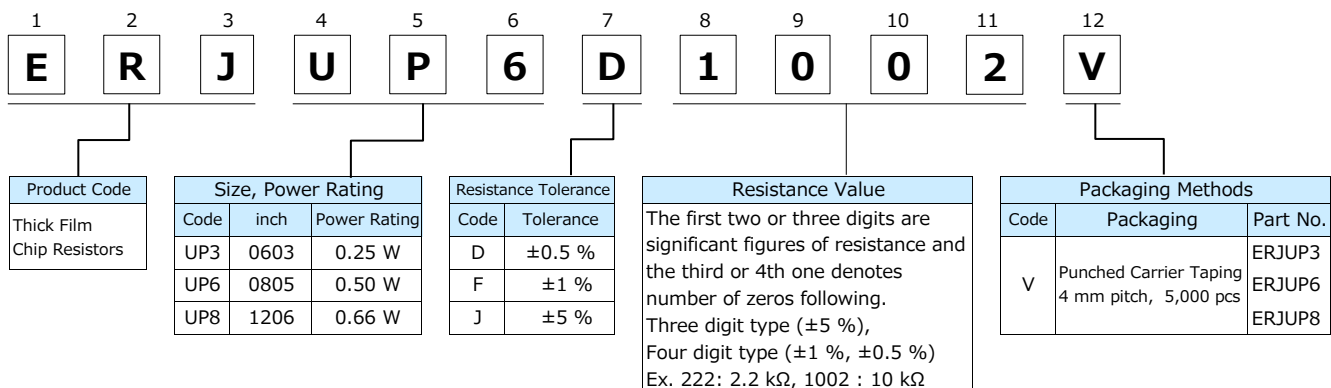 1 2 3 4 5 6 7 8 9 10 11 12
E R J U P 6 D 1 0 0 2 V
Product Code
Thick Film
Chip Resistors
Size, Power Rating
Code inch Power Rating
UP3 0603 0.25 W
UP6 0805 0.50 W
UP8 1206 0.66 W
Resistance Tolerance
Code Tolerance
D ±0.5 %
F ±1 %
J ±5 %
Resistance Value
The first two or three digits are
significant figures of resistance and
the third or 4th one denotes
number of zeros following.
Three digit type (±5 %),
Four digit type (±1 %, ±0.5 %)
Ex. 222: 2.2 kΩ, 1002 : 10 kΩ
Packaging Methods
Code Packaging Part No.
V
Punched Carrier Taping
4 mm pitch, 5,000 pcs
ERJUP3
ERJUP6
ERJUP8